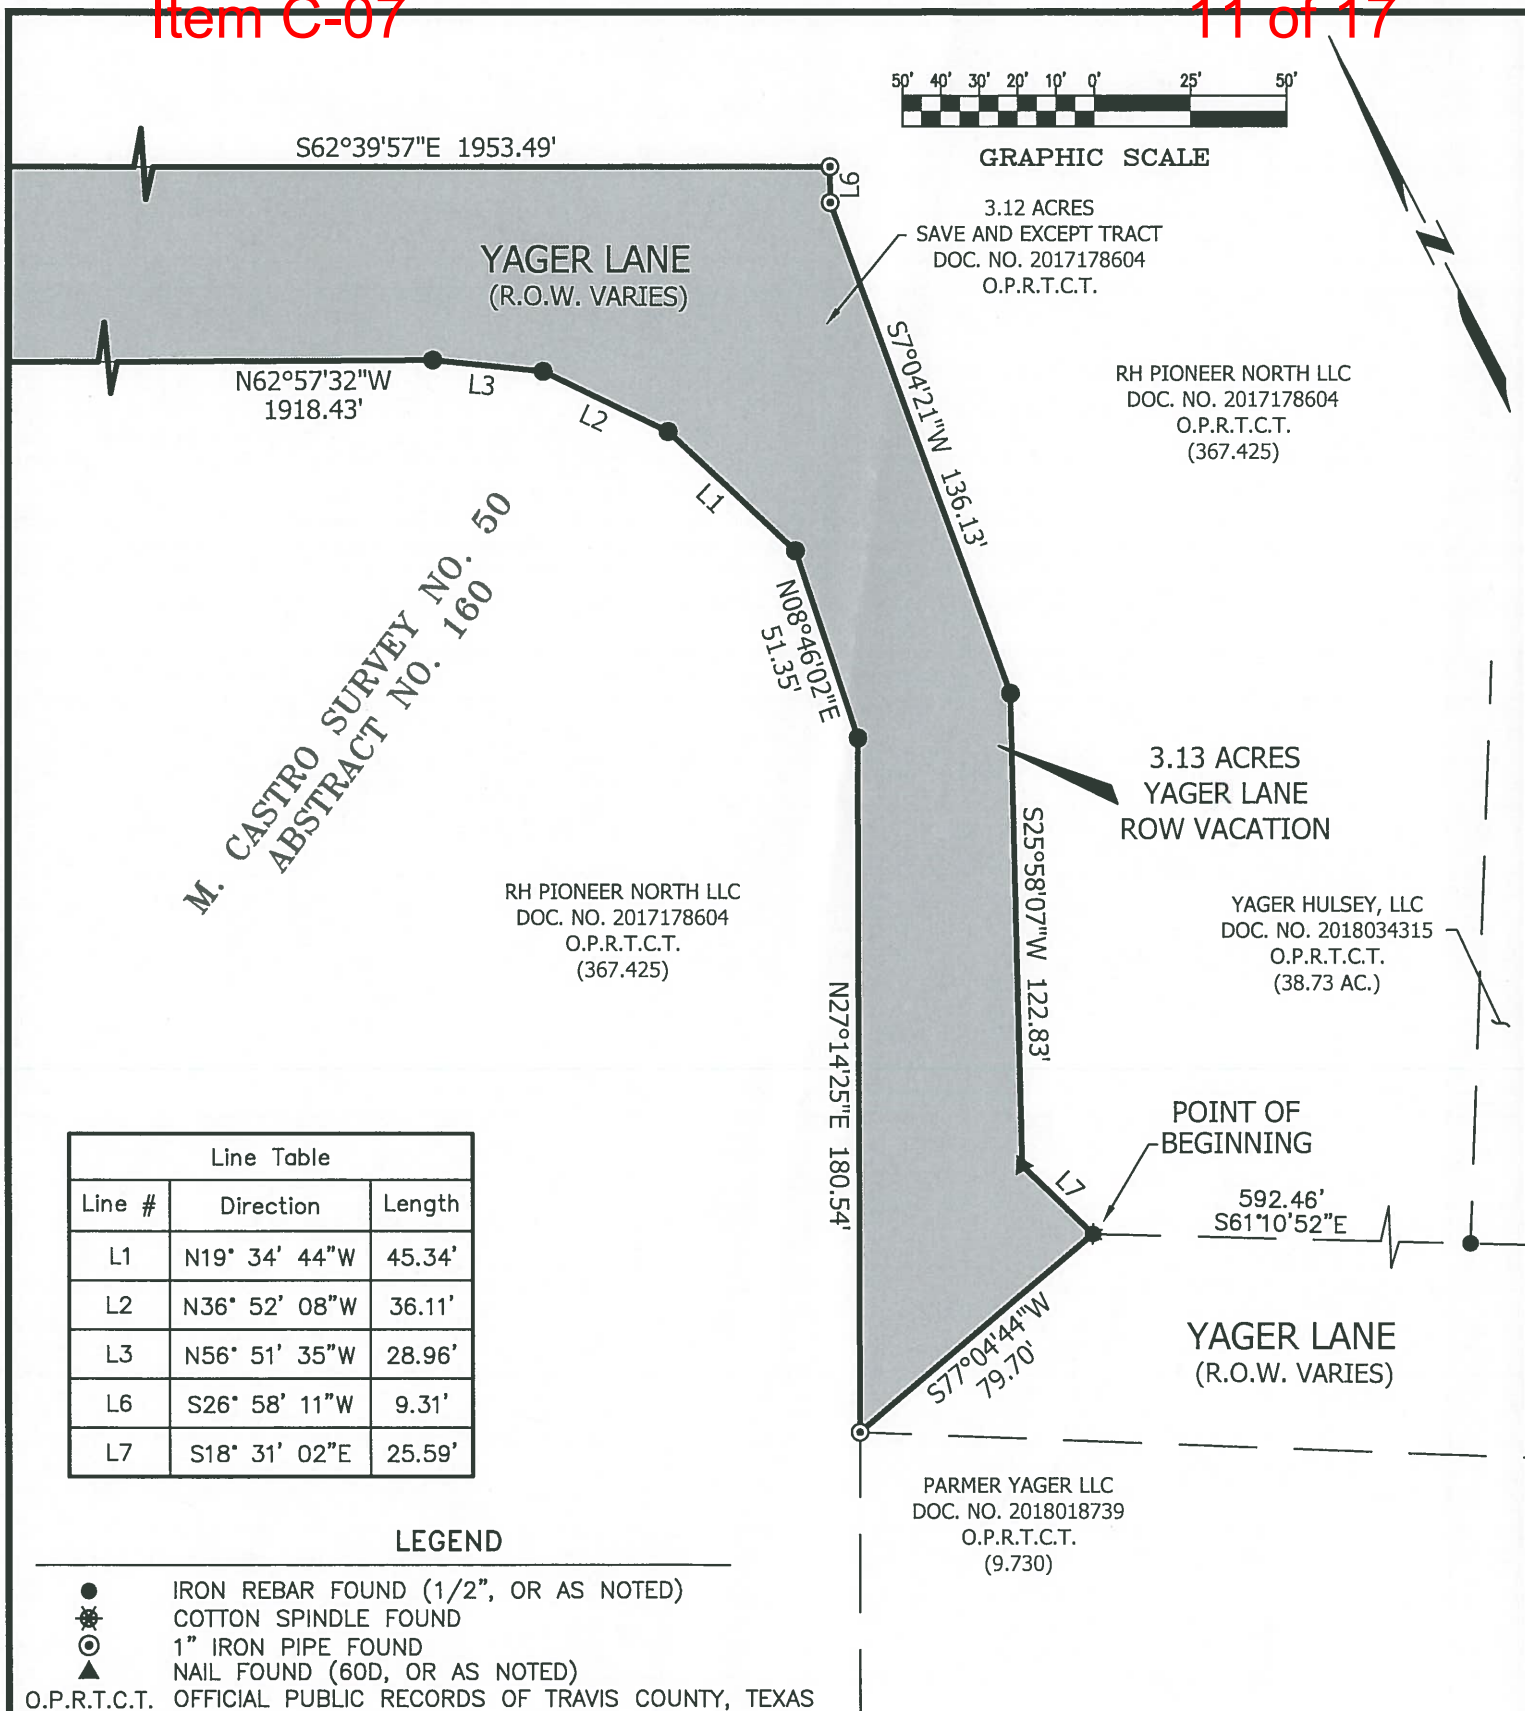 Item C-07
11 of 17
50' 40' 30' 20' 10' 0' 25' 50'
GRAPHIC SCALE
S62°39'57"E 1953.49'
L6
3.12 ACRES
SAVE AND EXCEPT TRACT
DOC. NO. 2017178604
O.P.R.T.C.T.
YAGER LANE
(R.O.W. VARIES)
N
S7°04'21"W 136.13'
RH PIONEER NORTH LLC
DOC. NO. 2017178604
O.P.R.T.C.T.
(367.425)
N62°57'32"W
1918.43'
L3
L2
L1
M. CASTRO SURVEY NO. 50
ABSTRACT NO. 160
N08°46'02"E
51.35'
3.13 ACRES
YAGER LANE
ROW VACATION
S25°58'07"W 122.83'
RH PIONEER NORTH LLC
DOC. NO. 2017178604
O.P.R.T.C.T.
(367.425)
YAGER HULSEY, LLC
DOC. NO. 2018034315
O.P.R.T.C.T.
(38.73 AC.)
N27°14'25"E 180.54'
POINT OF
BEGINNING
L7
592.46'
S61°10'52"E
S77°04'44"W
79.70'
YAGER LANE
(R.O.W. VARIES)
Line Table
Line # Direction Length
L1 N19° 34' 44"W 45.34'
L2 N36° 52' 08"W 36.11'
L3 N56° 51' 35"W 28.96'
L6 S26° 58' 11"W 9.31'
L7 S18° 31' 02"E 25.59'
PARMER YAGER LLC
DOC. NO. 2018018739
O.P.R.T.C.T.
(9.730)
LEGEND
IRON REBAR FOUND (1/2", OR AS NOTED)
COTTON SPINDLE FOUND
1" IRON PIPE FOUND
NAIL FOUND (60D, OR AS NOTED)
O.P.R.T.C.T. OFFICIAL PUBLIC RECORDS OF TRAVIS COUNTY, TEXAS